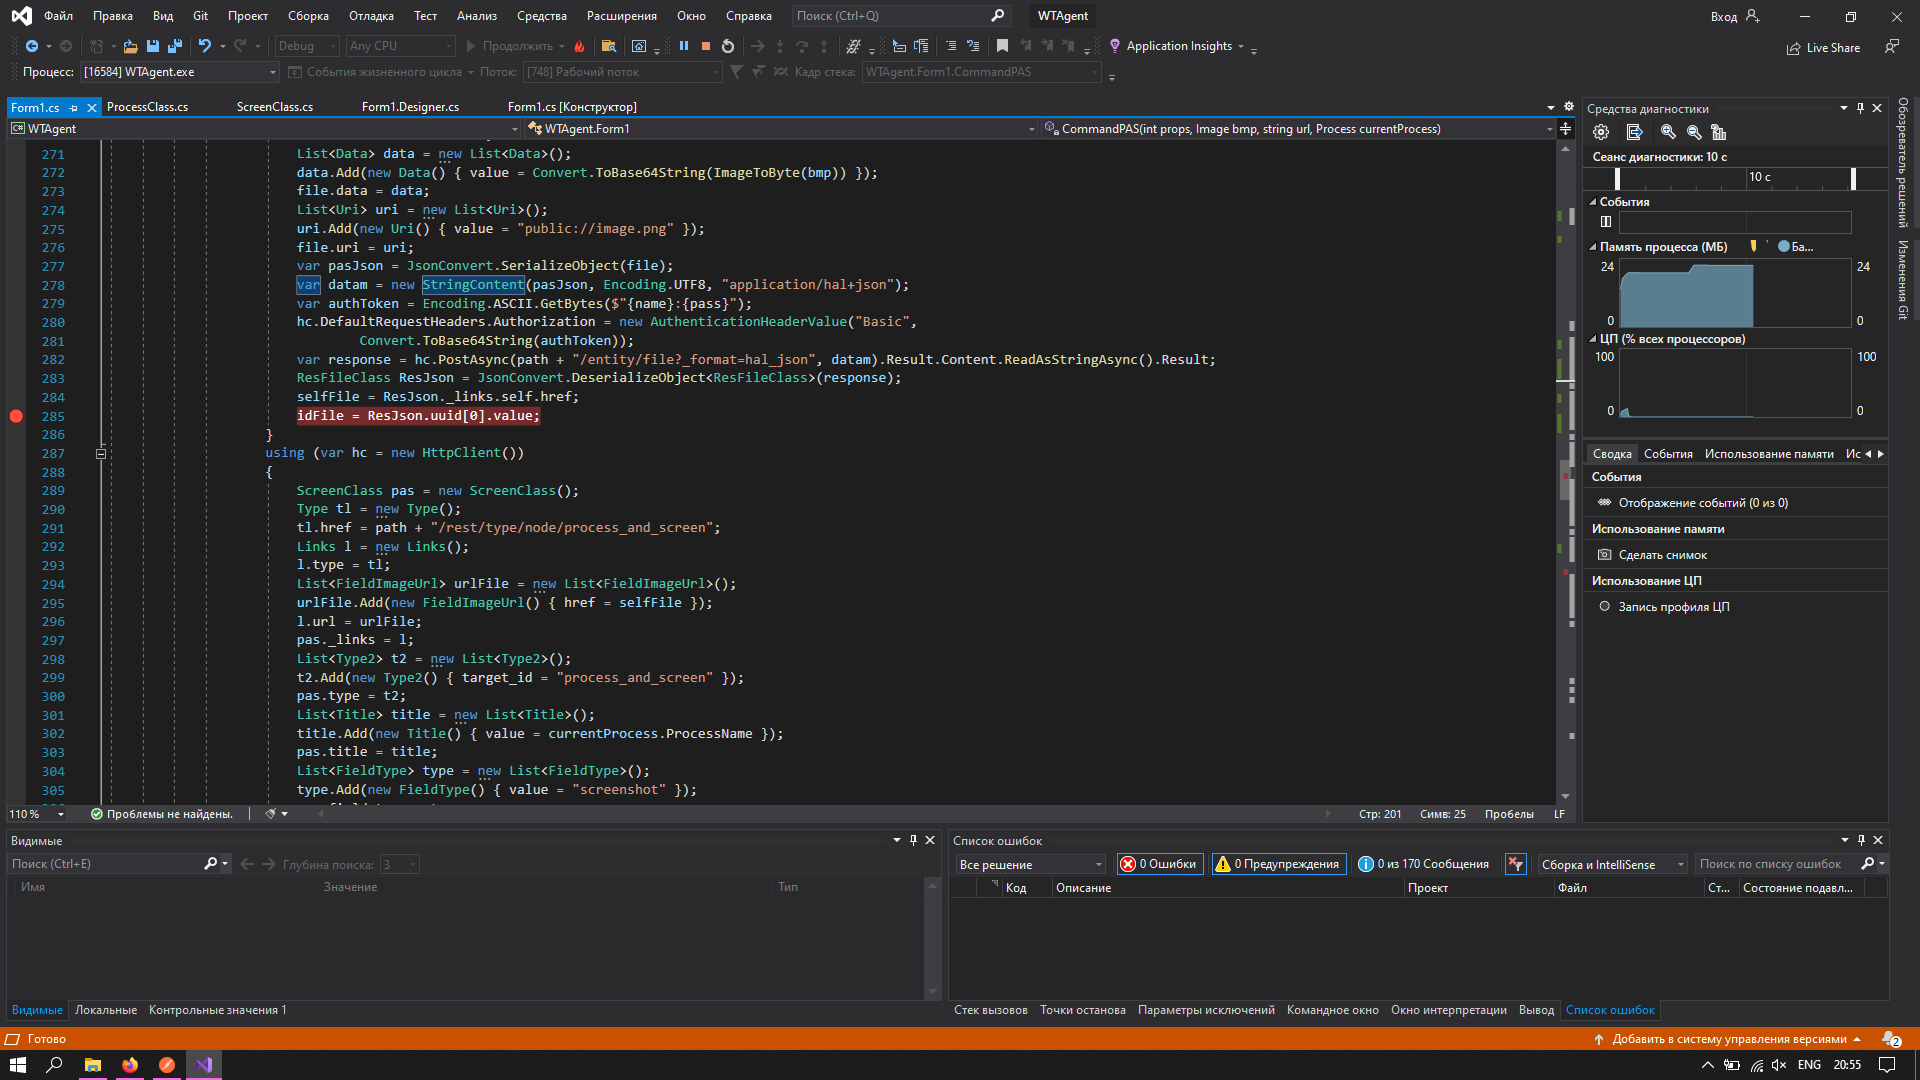 Файл Правка Вид Git Проект Сборка Отладка Тест Анализ Средства Расширения Окно Справка Поиск (Ctrl+Q) WTAgent Вход
Debug Any CPU Продолжить Application Insights Live Share
Процесс: [16584] WTAgent.exe События жизненного цикла Поток: [748] Рабочий поток Кадр стека: WTAgent.Form1.CommandPAS
Form1.cs ProcessClass.cs ScreenClass.cs Form1.Designer.cs Form1.cs [Конструктор]
WTAgent WTAgent.Form1 CommandPAS(int props, Image bmp, string url, Process currentProcess)
271 List<Data> data = new List<Data>();
272 data.Add(new Data() { value = Convert.ToBase64String(ImageToByte(bmp)) });
273 file.data = data;
274 List<Uri> uri = new List<Uri>();
275 uri.Add(new Uri() { value = "public://image.png" });
276 file.uri = uri;
277 var pasJson = JsonConvert.SerializeObject(file);
278 var datam = new StringContent(pasJson, Encoding.UTF8, "application/hal+json");
279 var authToken = Encoding.ASCII.GetBytes($"{name}:{pass}");
280 hc.DefaultRequestHeaders.Authorization = new AuthenticationHeaderValue("Basic",
281 Convert.ToBase64String(authToken));
282 var response = hc.PostAsync(path + "/entity/file?_format=hal_json", datam).Result.Content.ReadAsStringAsync().Result;
283 ResFileClass ResJson = JsonConvert.DeserializeObject<ResFileClass>(response);
284 selfFile = ResJson._links.self.href;
285 idFile = ResJson.uuid[0].value;
286 }
287 using (var hc = new HttpClient())
288 {
289 ScreenClass pas = new ScreenClass();
290 Type tl = new Type();
291 tl.href = path + "/rest/type/node/process_and_screen";
292 Links l = new Links();
293 l.type = tl;
294 List<FieldImageUrl> urlFile = new List<FieldImageUrl>();
295 urlFile.Add(new FieldImageUrl() { href = selfFile });
296 l.url = urlFile;
297 pas._links = l;
298 List<Type2> t2 = new List<Type2>();
299 t2.Add(new Type2() { target_id = "process_and_screen" });
300 pas.type = t2;
301 List<Title> title = new List<Title>();
302 title.Add(new Title() { value = currentProcess.ProcessName });
303 pas.title = title;
304 List<FieldType> type = new List<FieldType>();
305 type.Add(new FieldType() { value = "screenshot" });
110 % Проблемы не найдены. Стр: 201 Симв: 25 Пробелы LF
Средства диагностики
Сеанс диагностики: 10 с
10 с
События
Память процесса (МБ) Ба...
24 24
0 0
ЦП (% всех процессоров)
100 100
0 0
Сводка События Использование памяти Ис
События
Отображение событий (0 из 0)
Использование памяти
Сделать снимок
Использование ЦП
Запись профиля ЦП
Обозреватель решений
Изменения Git
Видимые
Поиск (Ctrl+E) Глубина поиска: 3
Имя Значение Тип
Видимые Локальные Контрольные значения 1
Список ошибок
Все решение 0 Ошибки 0 Предупреждения 0 из 170 Сообщения Сборка и IntelliSense Поиск по списку ошибок
Код Описание Проект Файл Ст... Состояние подавл...
Стек вызовов Точки останова Параметры исключений Командное окно Окно интерпретации Вывод Список ошибок
Готово Добавить в систему управления версиями 2
ENG 20:55